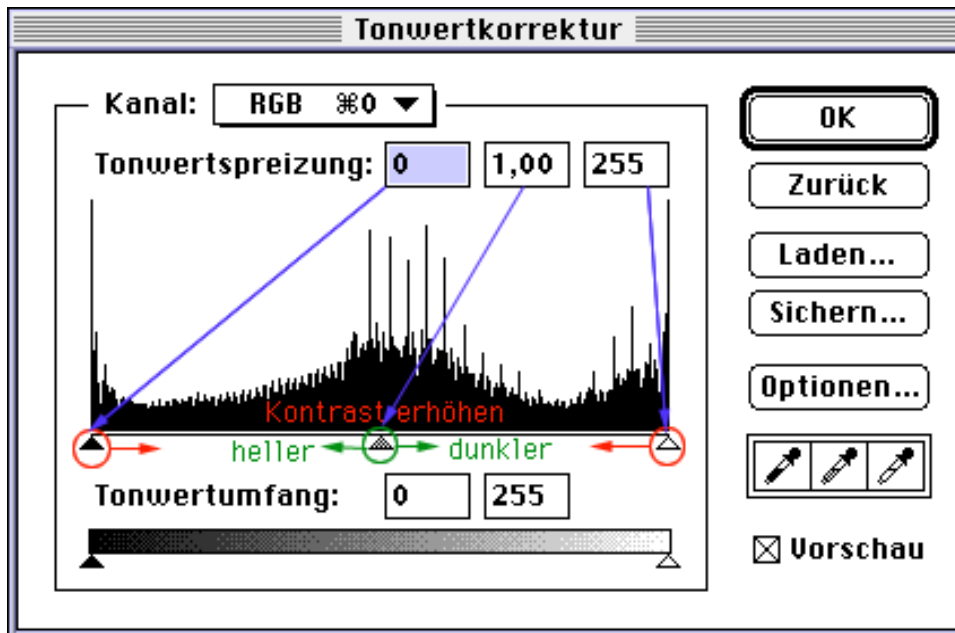 Tonwertkorrektur
Kanal: RGB ⌘0
OK
Tonwertspreizung: 0 1,00 255
Zurück
Laden...
Sichern...
Optionen...
Kontrast erhöhen
heller dunkler
Tonwertumfang: 0 255
Vorschau